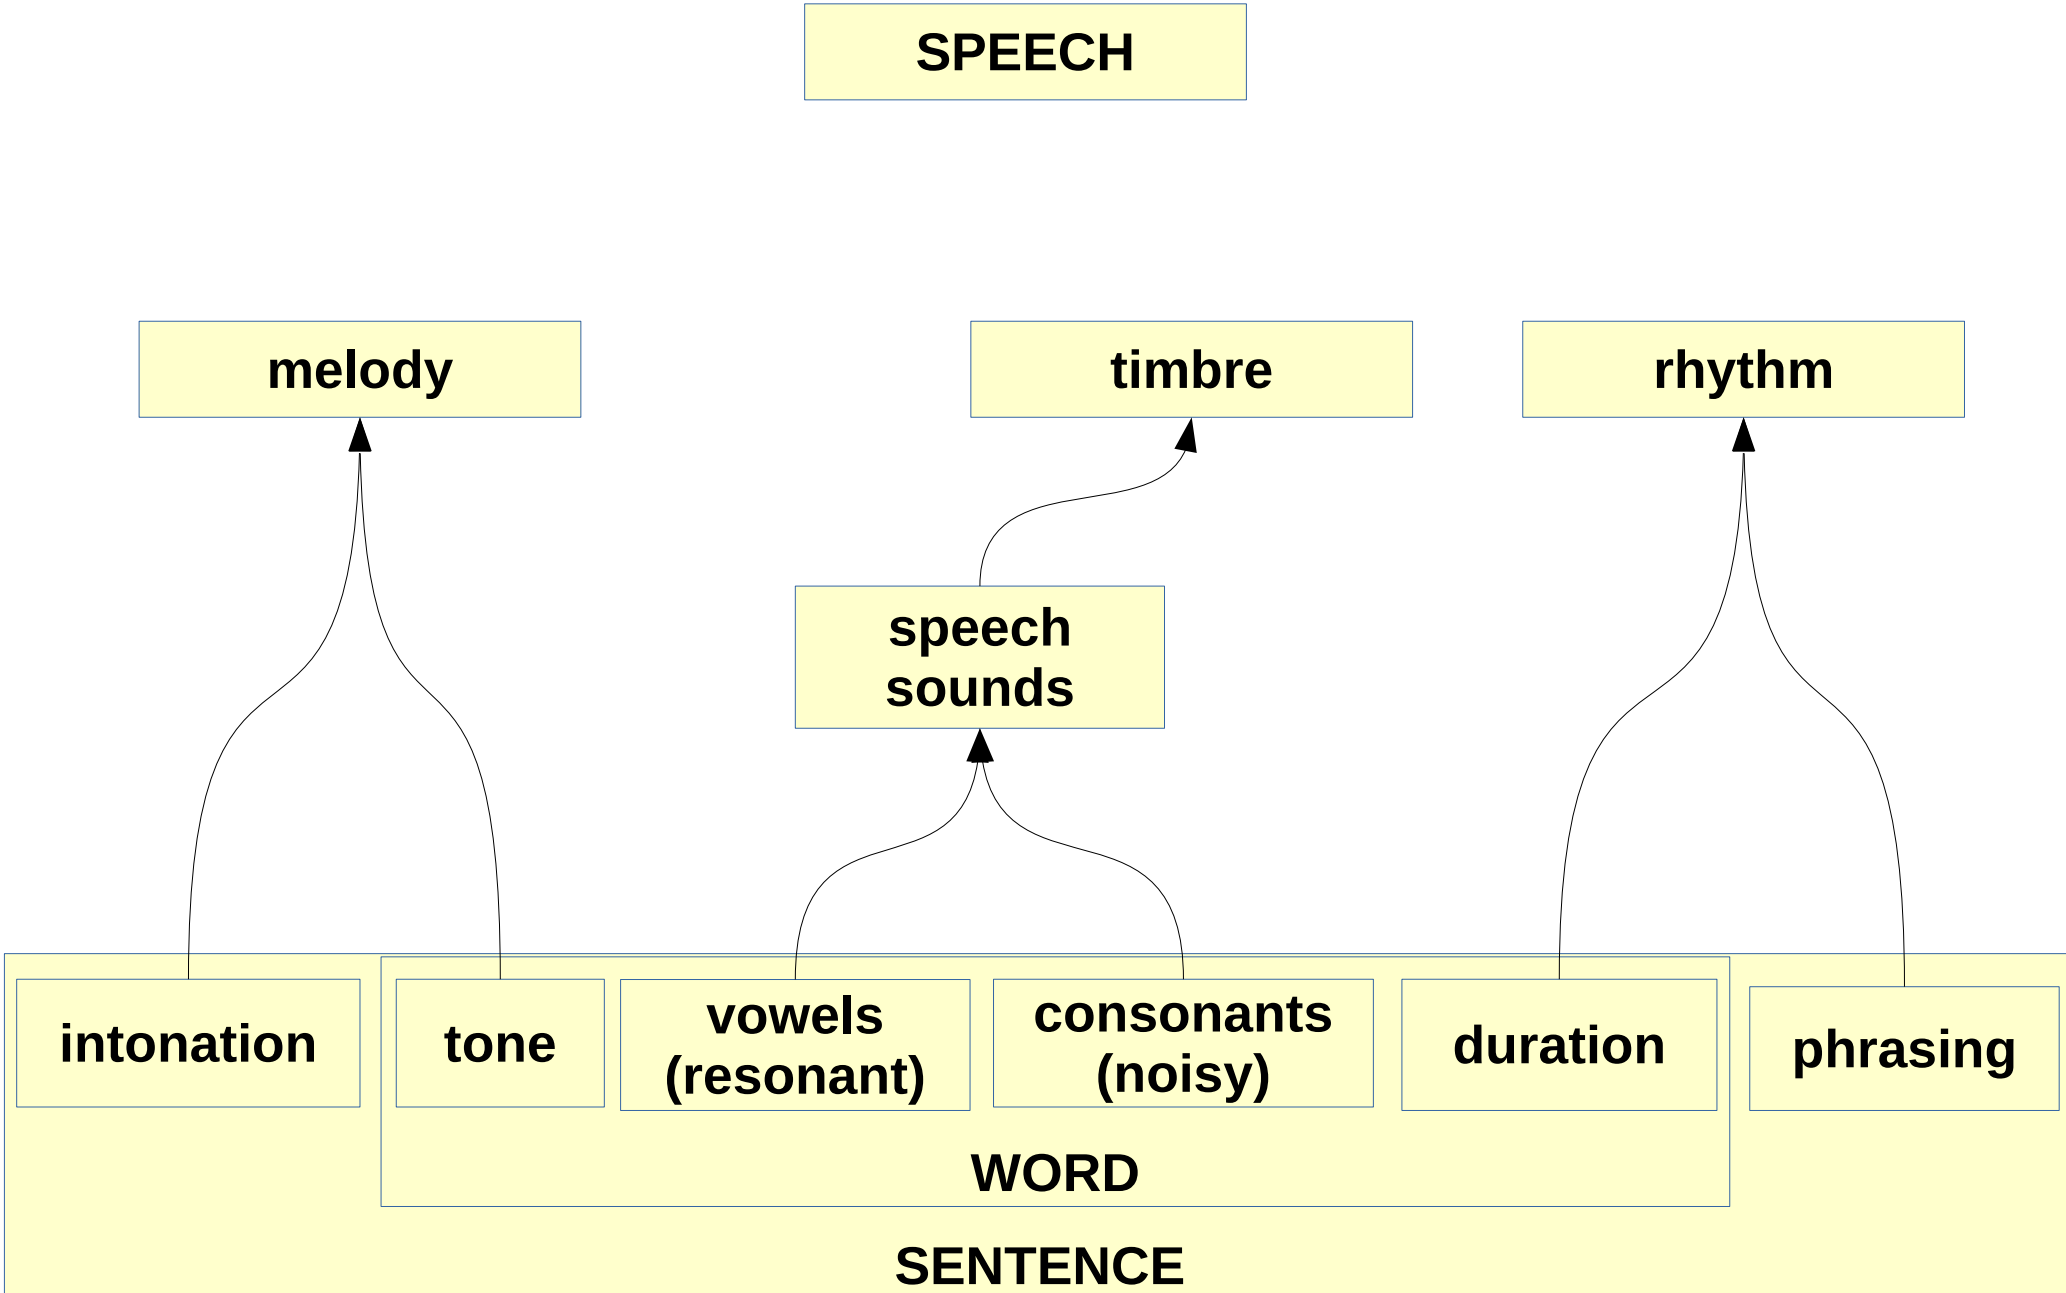 SPEECH
melody
timbre
rhythm
speech
sounds
intonation
tone
vowels
(resonant)
consonants
(noisy)
duration
phrasing
WORD
SENTENCE